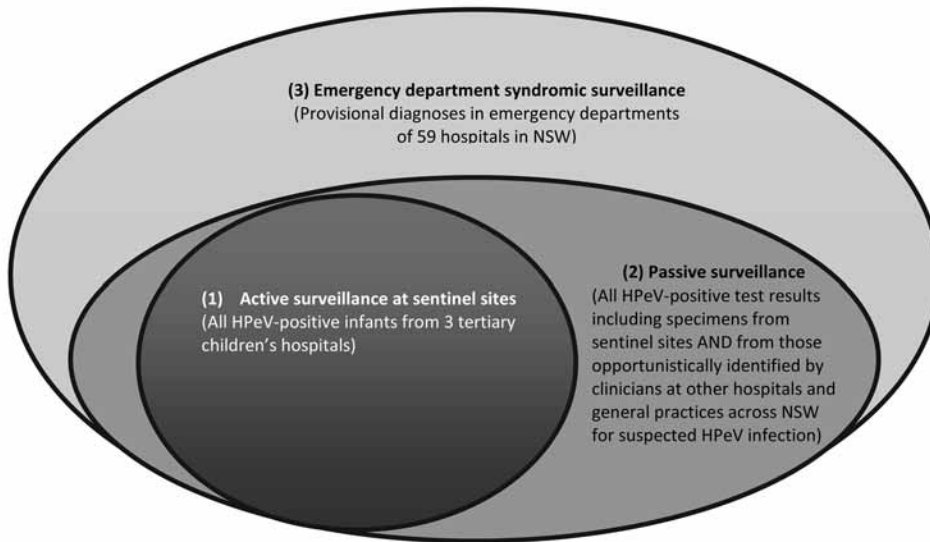 (3) Emergency department syndromic surveillance
(Provisional diagnoses in emergency departments
of 59 hospitals in NSW)
(1) Active surveillance at sentinel sites
(All HPeV-positive infants from 3 tertiary
children's hospitals)
(2) Passive surveillance
(All HPeV-positive test results
including specimens from
sentinel sites AND from those
opportunistically identified by
clinicians at other hospitals and
general practices across NSW
for suspected HPeV infection)